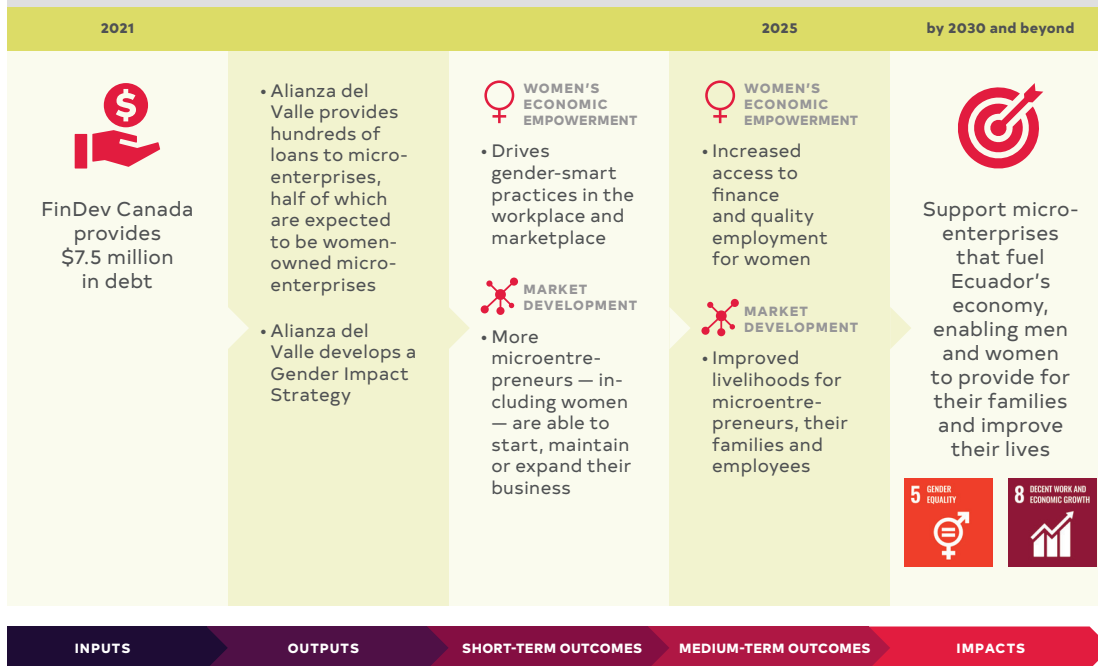 2021
2025
by 2030 and beyond
$
FinDev Canada
provides
$7.5 million
in debt
• Alianza del
Valle provides
hundreds of
loans to micro-
enterprises,
half of which
are expected
to be women-
owned micro-
enterprises
• Alianza del
Valle develops a
Gender Impact
Strategy
WOMEN'S
ECONOMIC
EMPOWERMENT
• Drives
gender-smart
practices in the
workplace and
marketplace
MARKET
DEVELOPMENT
• More
microentre-
preneurs — in-
cluding women
— are able to
start, maintain
or expand their
business
WOMEN'S
ECONOMIC
EMPOWERMENT
• Increased
access to
finance
and quality
employment
for women
MARKET
DEVELOPMENT
• Improved
livelihoods for
microentre-
preneurs, their
families and
employees
Support micro-
enterprises
that fuel
Ecuador's
economy,
enabling men
and women
to provide for
their families
and improve
their lives
5 GENDER
EQUALITY
8 DECENT WORK AND
ECONOMIC GROWTH
INPUTS
OUTPUTS
SHORT-TERM OUTCOMES
MEDIUM-TERM OUTCOMES
IMPACTS